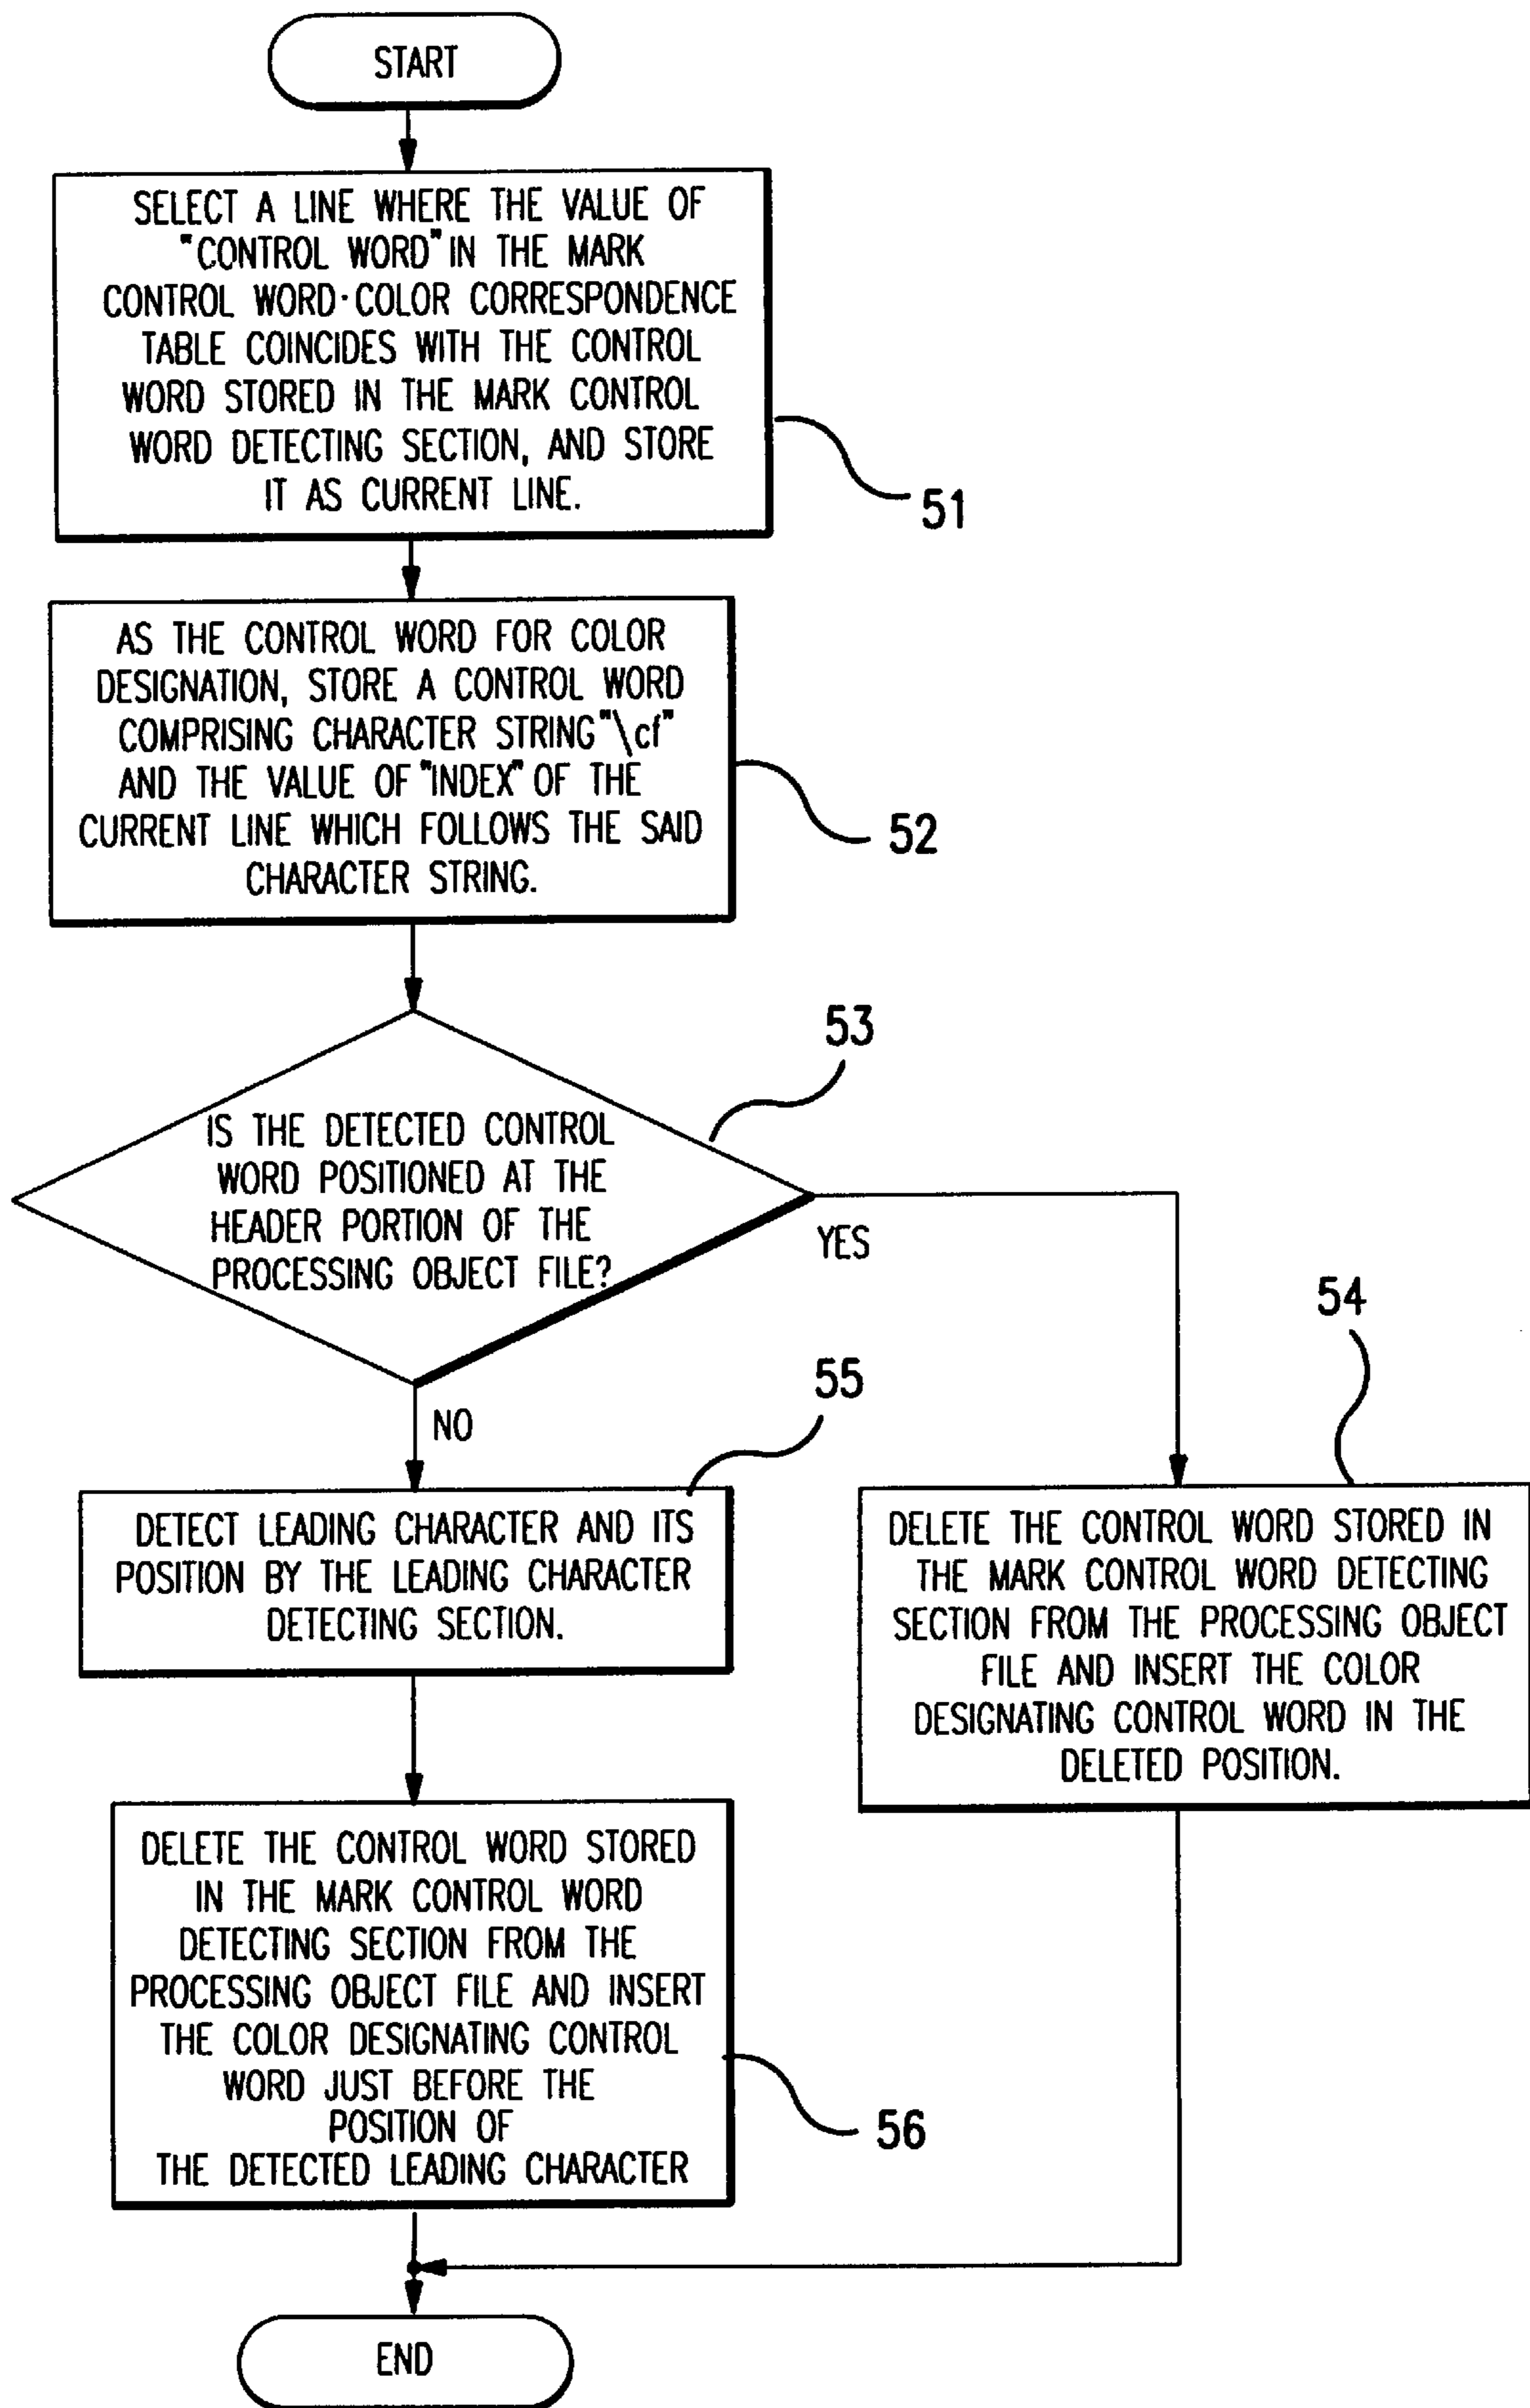 START
SELECT A LINE WHERE THE VALUE OF
"CONTROL WORD" IN THE MARK
CONTROL WORD·COLOR CORRESPONDENCE
TABLE COINCIDES WITH THE CONTROL
WORD STORED IN THE MARK CONTROL
WORD DETECTING SECTION, AND STORE
IT AS CURRENT LINE.
51
AS THE CONTROL WORD FOR COLOR
DESIGNATION, STORE A CONTROL WORD
COMPRISING CHARACTER STRING "\cf"
AND THE VALUE OF "INDEX" OF THE
CURRENT LINE WHICH FOLLOWS THE SAID
CHARACTER STRING.
52
53
IS THE DETECTED CONTROL
WORD POSITIONED AT THE
HEADER PORTION OF THE
PROCESSING OBJECT FILE?
YES
NO
55
DETECT LEADING CHARACTER AND ITS
POSITION BY THE LEADING CHARACTER
DETECTING SECTION.
54
DELETE THE CONTROL WORD STORED IN
THE MARK CONTROL WORD DETECTING
SECTION FROM THE PROCESSING OBJECT
FILE AND INSERT THE COLOR
DESIGNATING CONTROL WORD IN THE
DELETED POSITION.
DELETE THE CONTROL WORD STORED
IN THE MARK CONTROL WORD
DETECTING SECTION FROM THE
PROCESSING OBJECT FILE AND INSERT
THE COLOR DESIGNATING CONTROL
WORD JUST BEFORE THE
POSITION OF
THE DETECTED LEADING CHARACTER
56
END